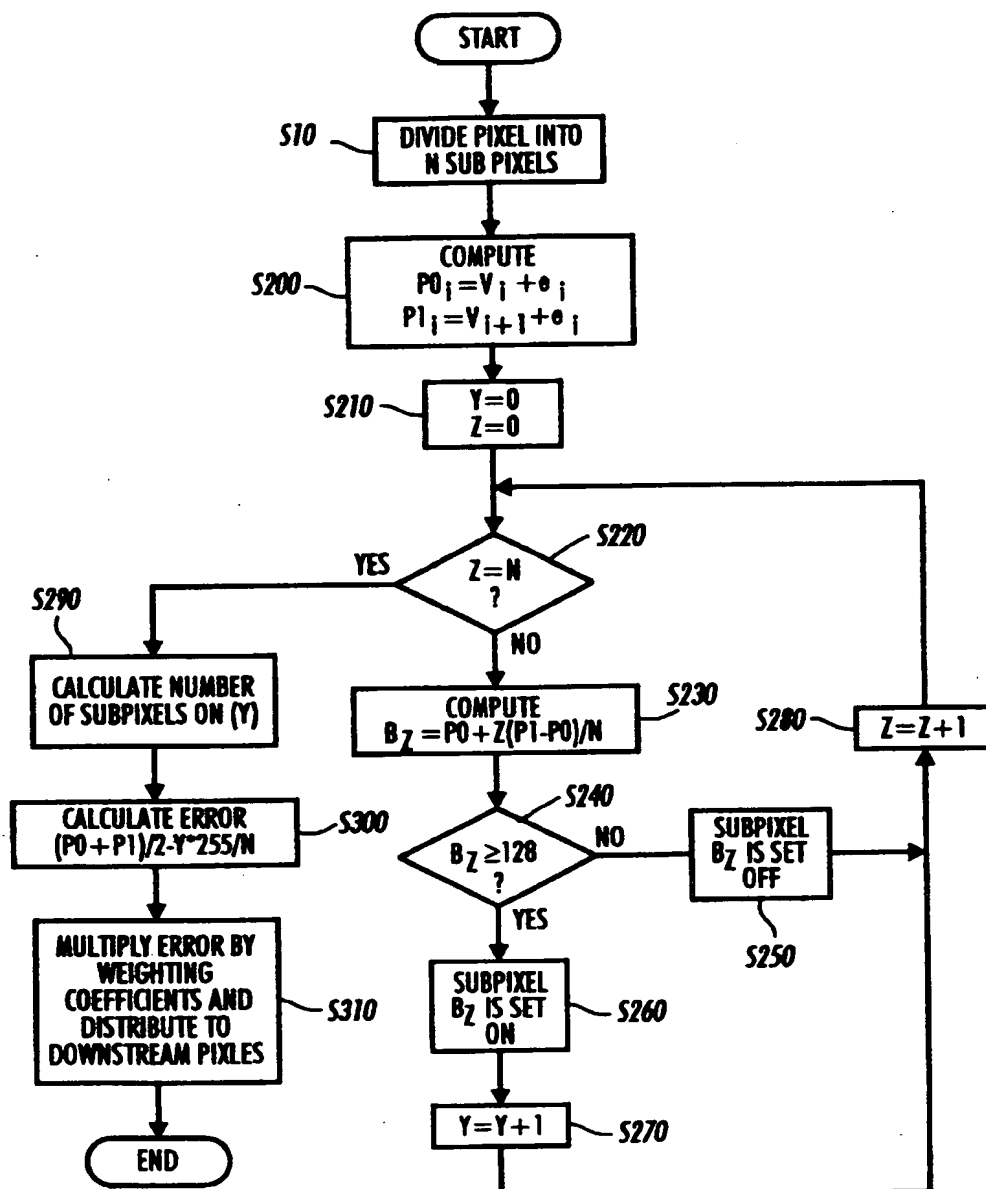 START
S10
DIVIDE PIXEL INTO
N SUB PIXELS
S200
COMPUTE
P0i=Vi+ei
P1i=Vi+1+ei
S210
Y=0
Z=0
S220
YES
Z=N
?
NO
S290
CALCULATE NUMBER
OF SUBPIXELS ON (Y)
S230
COMPUTE
BZ=P0+Z(P1-P0)/N
S280
Z=Z+1
S300
CALCULATE ERROR
(P0+P1)/2-Y*255/N
S240
BZ≥128
?
NO
YES
SUBPIXEL
BZ IS SET
OFF
S250
MULTIPLY ERROR BY
WEIGHTING
COEFFICIENTS AND
DISTRIBUTE TO
DOWNSTREAM PIXLES
S310
SUBPIXEL
BZ IS SET
ON
S260
Y=Y+1
S270
END